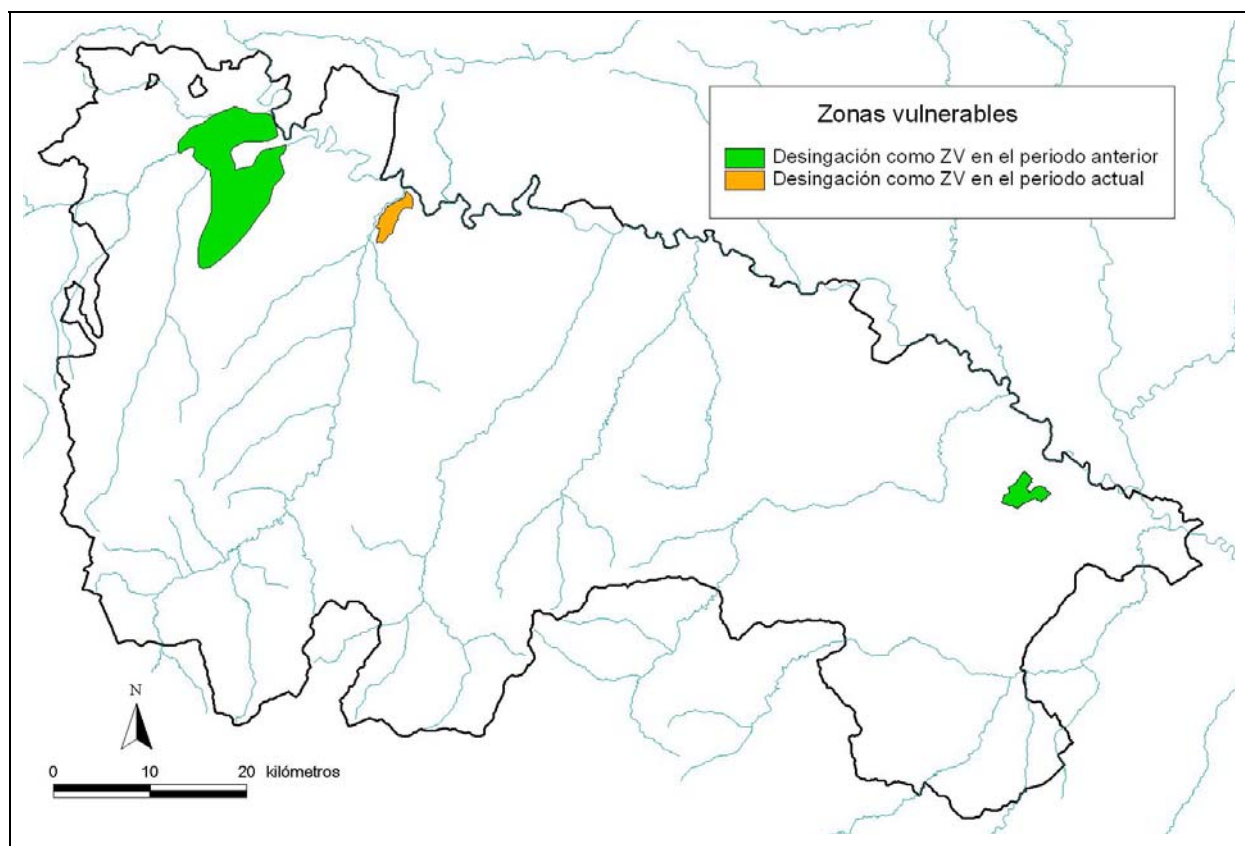 Zonas vulnerables
Desingación como ZV en el periodo anterior
Desingación como ZV en el periodo actual
N
0 10 20 kilómetros